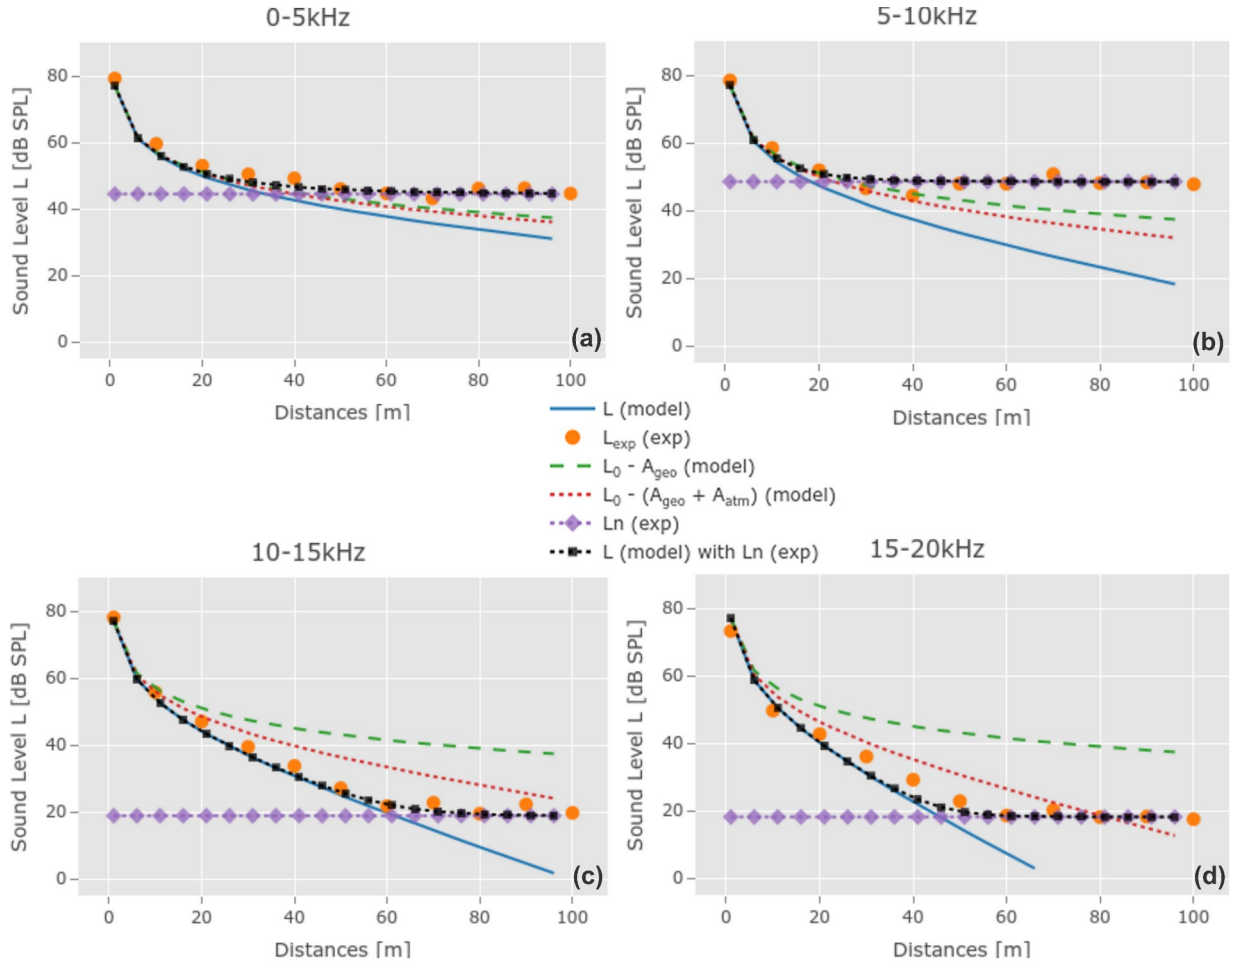 0-5kHz
5-10kHz
Sound Level L [dB SPL]
80
60
40
20
0
(a)
0 20 40 60 80 100
Distances [m]
Sound Level L [dB SPL]
80
60
40
20
0
(b)
0 20 40 60 80 100
Distances [m]
L (model)
Lexp (exp)
L0 - Ageo (model)
L0 - (Ageo + Aatm) (model)
Ln (exp)
L (model) with Ln (exp)
10-15kHz
15-20kHz
Sound Level L [dB SPL]
80
60
40
20
0
(c)
0 20 40 60 80 100
Distances [m]
Sound Level L [dB SPL]
80
60
40
20
0
(d)
0 20 40 60 80 100
Distances [m]